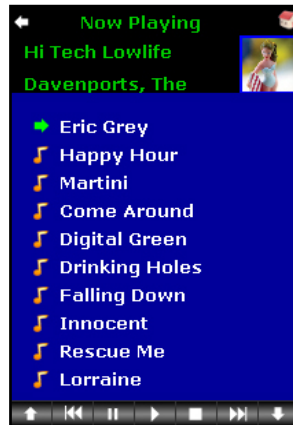 Now Playing
Hi Tech Lowlife
Davenports, The
Eric Grey
Happy Hour
Martini
Come Around
Digital Green
Drinking Holes
Falling Down
Innocent
Rescue Me
Lorraine